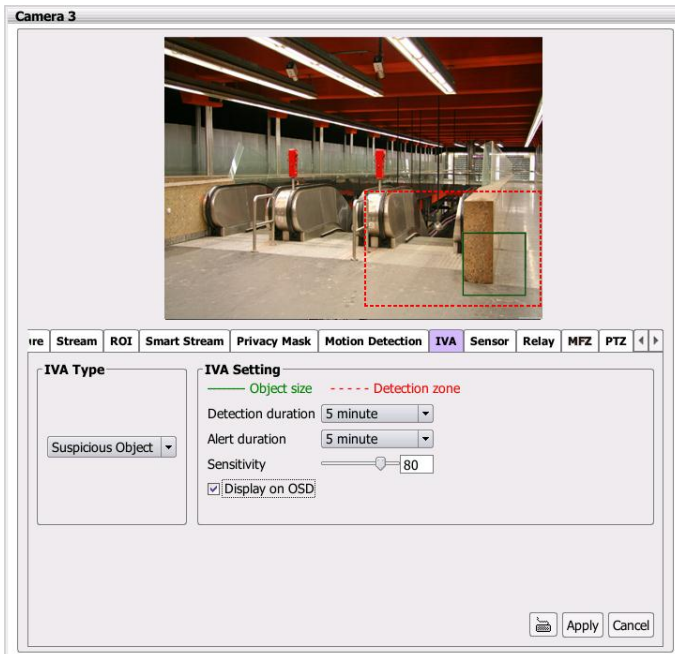 Camera 3
re Stream ROI Smart Stream Privacy Mask Motion Detection IVA Sensor Relay MFZ PTZ
IVA Type
Suspicious Object
IVA Setting
Object size - - - - - Detection zone
Detection duration 5 minute
Alert duration 5 minute
Sensitivity 80
Display on OSD
Apply Cancel